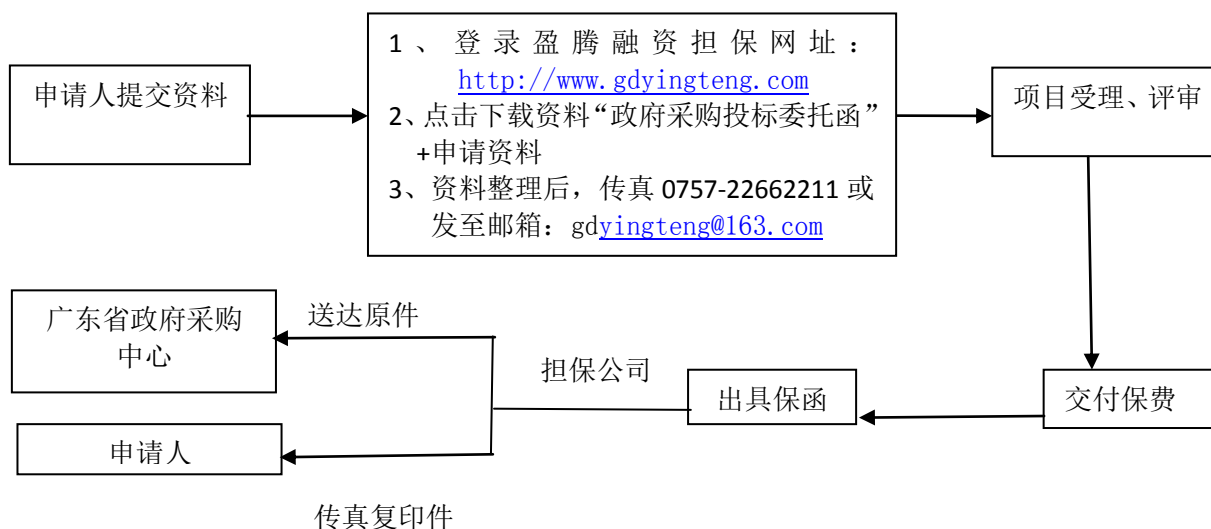 申请人提交资料
1、登录盈腾融资担保网址：
http://www.gdyingteng.com
2、点击下载资料“政府采购投标委托函”
+申请资料
3、资料整理后，传真 0757-22662211 或
发至邮箱：gdyingteng@163.com
项目受理、评审
广东省政府采购
中心
送达原件
担保公司
出具保函
交付保费
申请人
传真复印件